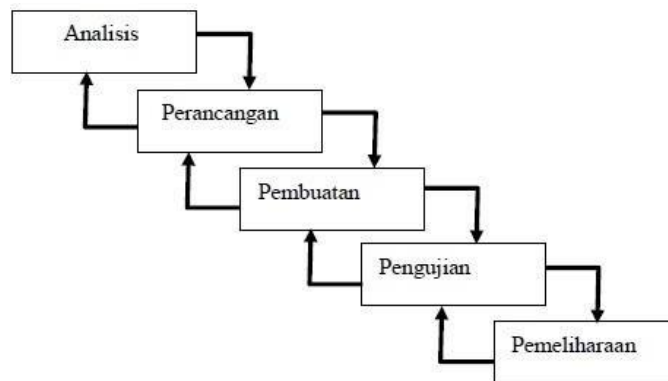 Analisis
Perancangan
Pembuatan
Pengujian
Pemeliharaan